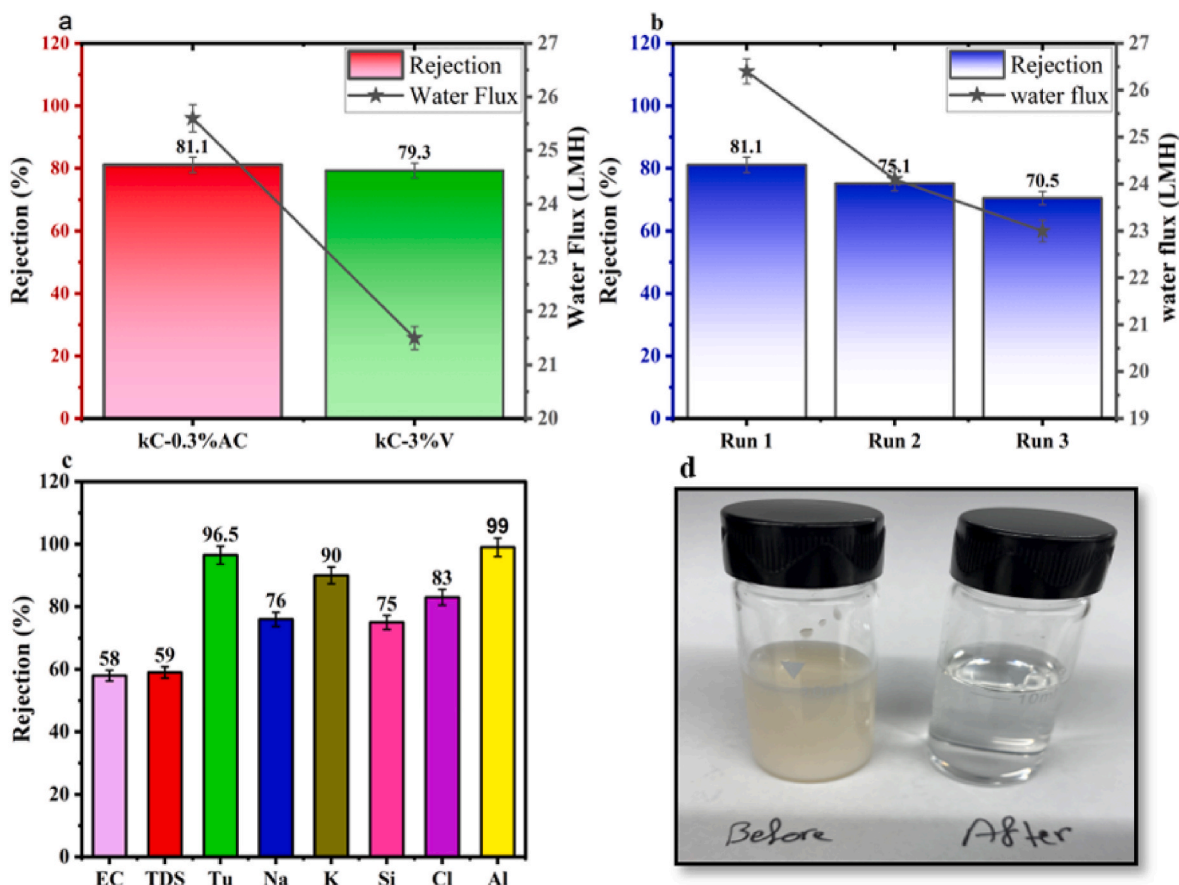 a
Rejection
Water Flux
120
100
80
60
40
20
0
Rejection (%)
81.1
79.3
kC-0.3%AC
kC-3%V
27
26
25
24
23
22
21
20
Water Flux (LMH)
b
Rejection
water flux
120
100
80
60
40
20
0
Rejection (%)
81.1
75.1
70.5
Run 1
Run 2
Run 3
27
26
25
24
23
22
21
20
19
water flux (LMH)
c
120
100
80
60
40
20
0
Rejection (%)
58
59
96.5
76
90
75
83
99
EC
TDS
Tu
Na
K
Si
Cl
Al
d
Before
After